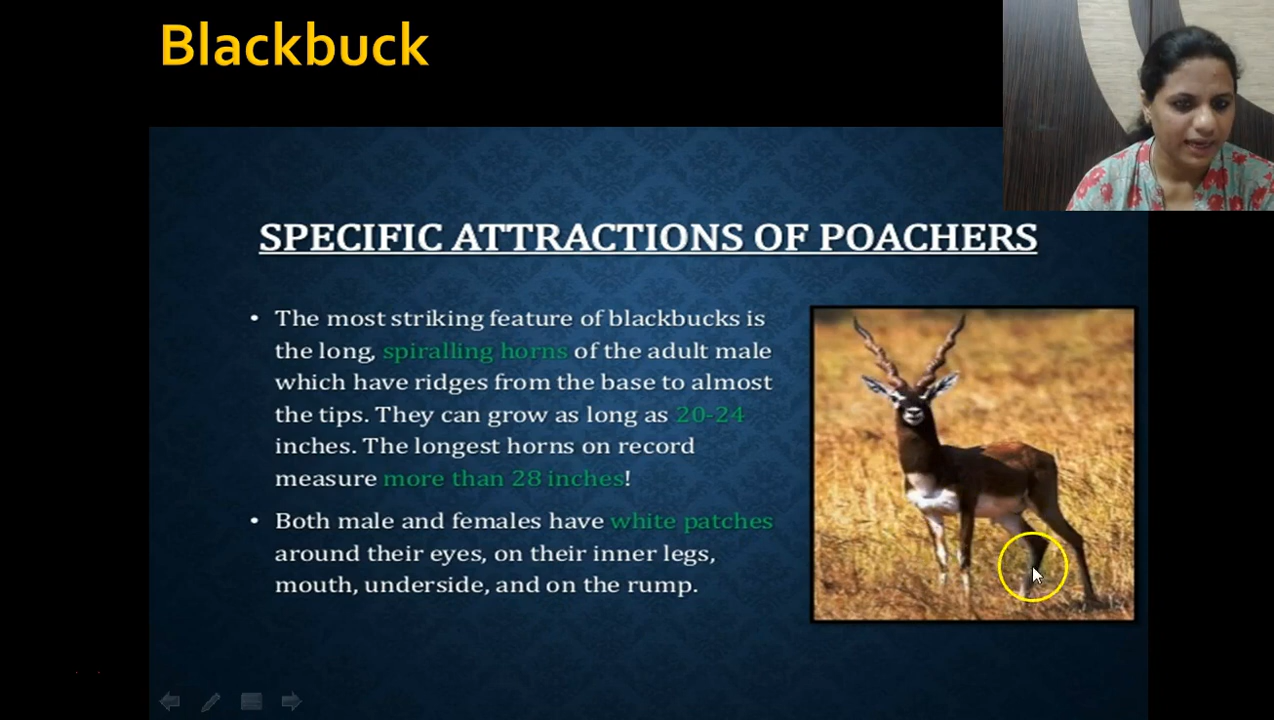 Blackbuck
SPECIFIC ATTRACTIONS OF POACHERS
• The most striking feature of blackbucks is
the long, spiralling horns of the adult male
which have ridges from the base to almost
the tips. They can grow as long as 20-24
inches. The longest horns on record
measure more than 28 inches!
• Both male and females have white patches
around their eyes, on their inner legs,
mouth, underside, and on the rump.